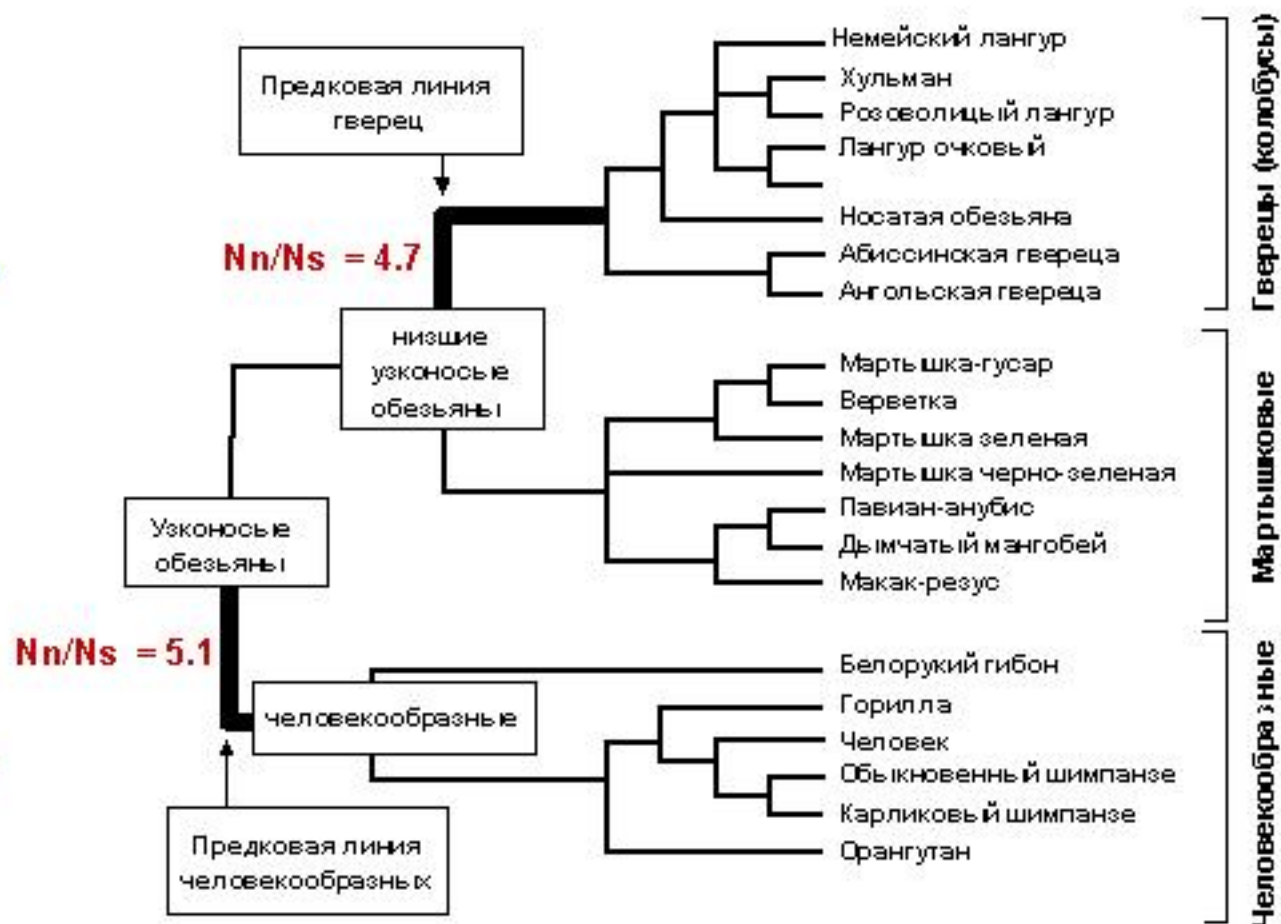 Предковая линия
гверец
Nn/Ns = 4.7
низшие
узконосые
обезьяны
Узконосые
обезьяны
Nn/Ns = 5.1
человекообразные
Предковая линия
человекообразных
Немейский лангур
Хульман
Розоволицый лангур
Лангур очковый
Носатая обезьяна
Абиссинская гвереца
Ангольская гвереца
Гверецы (колобусы)
Мартышка-гусар
Верветка
Мартышка зеленая
Мартышка черно-зеленая
Павиан-анубис
Дымчатый мангобей
Макак-резус
Мартышковые
Белорукий гибон
Горилла
Человек
Обыкновенный шимпанзе
Карликовый шимпанзе
Орангутан
Человекообразные